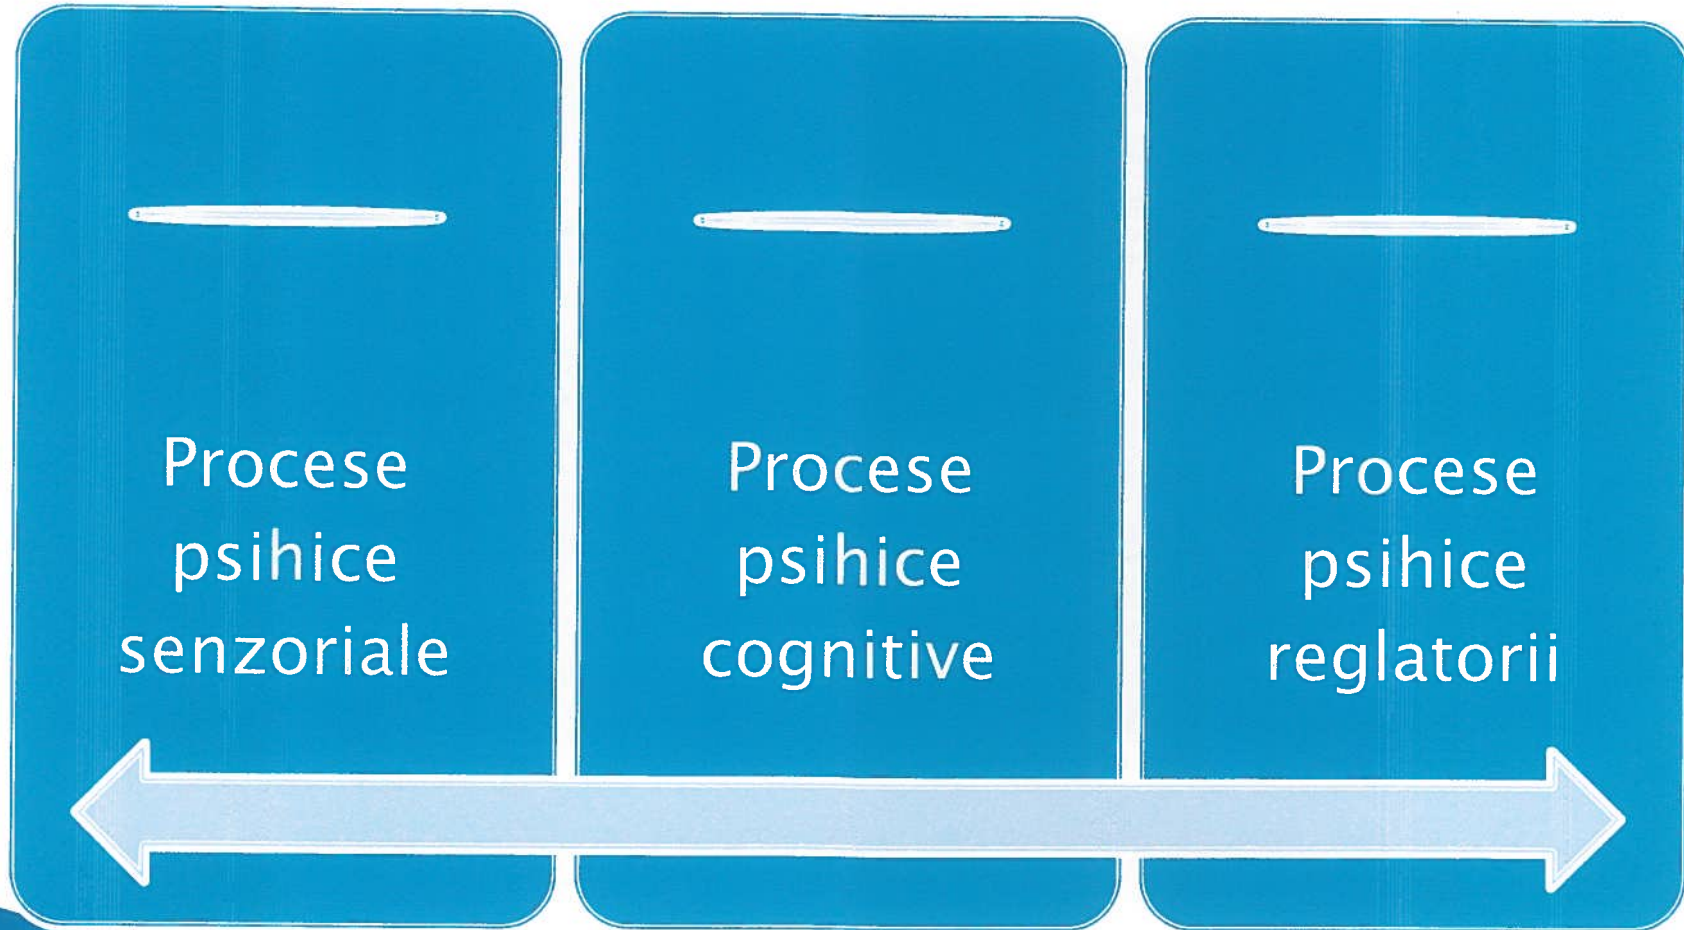 Procese
psihice
senzoriale
Procese
psihice
cognitive
Procese
psihice
reglatorii